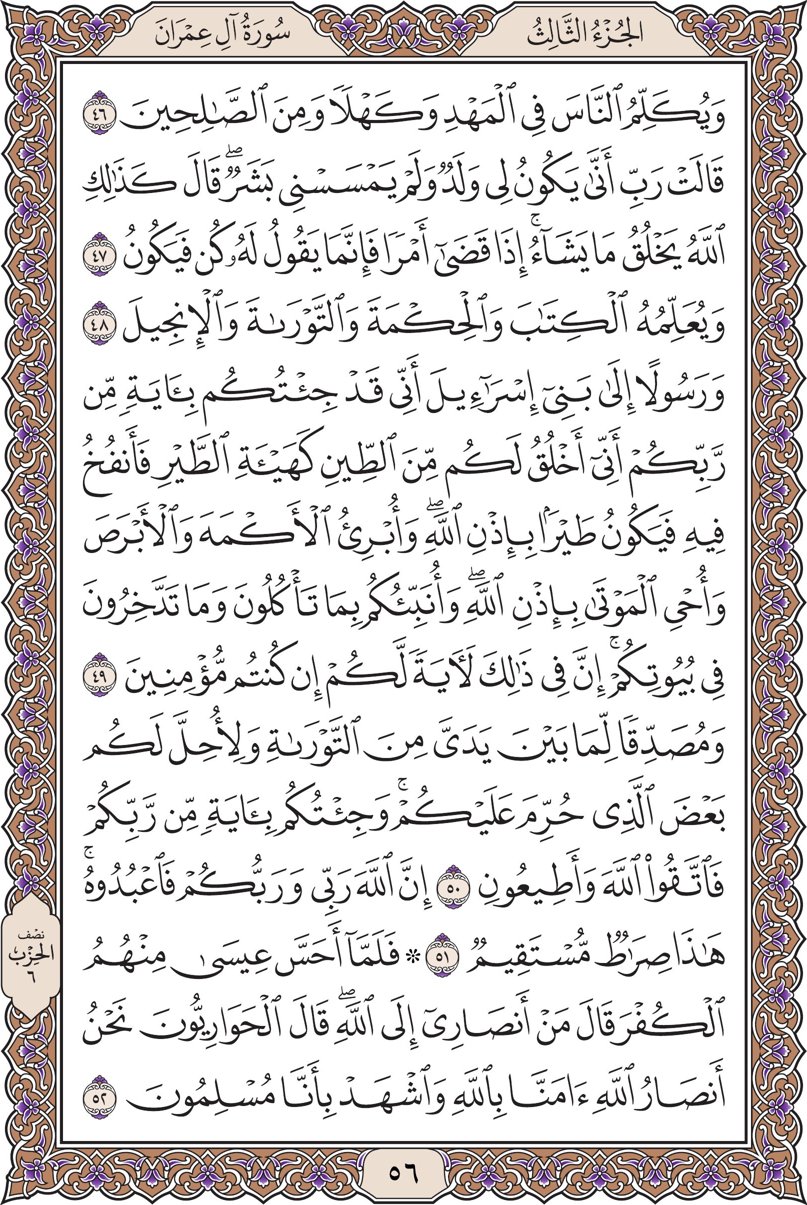 الجُزْءُ الثَّالِثُ
سُورَةُ آلِ عِمْرَانَ
وَيُكَلِّمُ ٱلنَّاسَ فِي ٱلْمَهْدِ وَكَهْلًا وَمِنَ ٱلصَّٰلِحِينَ ٤٦
قَالَتْ رَبِّ أَنَّىٰ يَكُونُ لِي وَلَدٌ وَلَمْ يَمْسَسْنِي بَشَرٌۖ قَالَ كَذَٰلِكِ
ٱللَّهُ يَخْلُقُ مَا يَشَآءُۚ إِذَا قَضَىٰٓ أَمْرًا فَإِنَّمَا يَقُولُ لَهُۥ كُن فَيَكُونُ ٤٧
وَيُعَلِّمُهُ ٱلْكِتَٰبَ وَٱلْحِكْمَةَ وَٱلتَّوْرَىٰةَ وَٱلْإِنجِيلَ ٤٨
وَرَسُولًا إِلَىٰ بَنِيٓ إِسْرَٰٓءِيلَ أَنِّي قَدْ جِئْتُكُم بِـَٔايَةٍ مِّن
رَّبِّكُمْ أَنِّيٓ أَخْلُقُ لَكُم مِّنَ ٱلطِّينِ كَهَيْـَٔةِ ٱلطَّيْرِ فَأَنفُخُ
فِيهِ فَيَكُونُ طَيْرًۢا بِإِذْنِ ٱللَّهِۖ وَأُبْرِئُ ٱلْأَكْمَهَ وَٱلْأَبْرَصَ
وَأُحْيِ ٱلْمَوْتَىٰ بِإِذْنِ ٱللَّهِۖ وَأُنَبِّئُكُم بِمَا تَأْكُلُونَ وَمَا تَدَّخِرُونَ
فِي بُيُوتِكُمْۚ إِنَّ فِي ذَٰلِكَ لَأٓيَةً لَّكُمْ إِن كُنتُم مُّؤْمِنِينَ ٤٩
وَمُصَدِّقًا لِّمَا بَيْنَ يَدَيَّ مِنَ ٱلتَّوْرَىٰةِ وَلِأُحِلَّ لَكُم
بَعْضَ ٱلَّذِي حُرِّمَ عَلَيْكُمْۚ وَجِئْتُكُم بِـَٔايَةٍ مِّن رَّبِّكُمْ
فَٱتَّقُوا۟ ٱللَّهَ وَأَطِيعُونِ ٥٠ إِنَّ ٱللَّهَ رَبِّي وَرَبُّكُمْ فَٱعْبُدُوهُۚ
هَٰذَا صِرَٰطٌ مُّسْتَقِيمٌ ٥١ * فَلَمَّآ أَحَسَّ عِيسَىٰ مِنْهُمُ
ٱلْكُفْرَ قَالَ مَنْ أَنصَارِيٓ إِلَى ٱللَّهِۖ قَالَ ٱلْحَوَارِيُّونَ نَحْنُ
أَنصَارُ ٱللَّهِ ءَامَنَّا بِٱللَّهِ وَٱشْهَدْ بِأَنَّا مُسْلِمُونَ ٥٢
نصف
الحزب
٦
٥٦